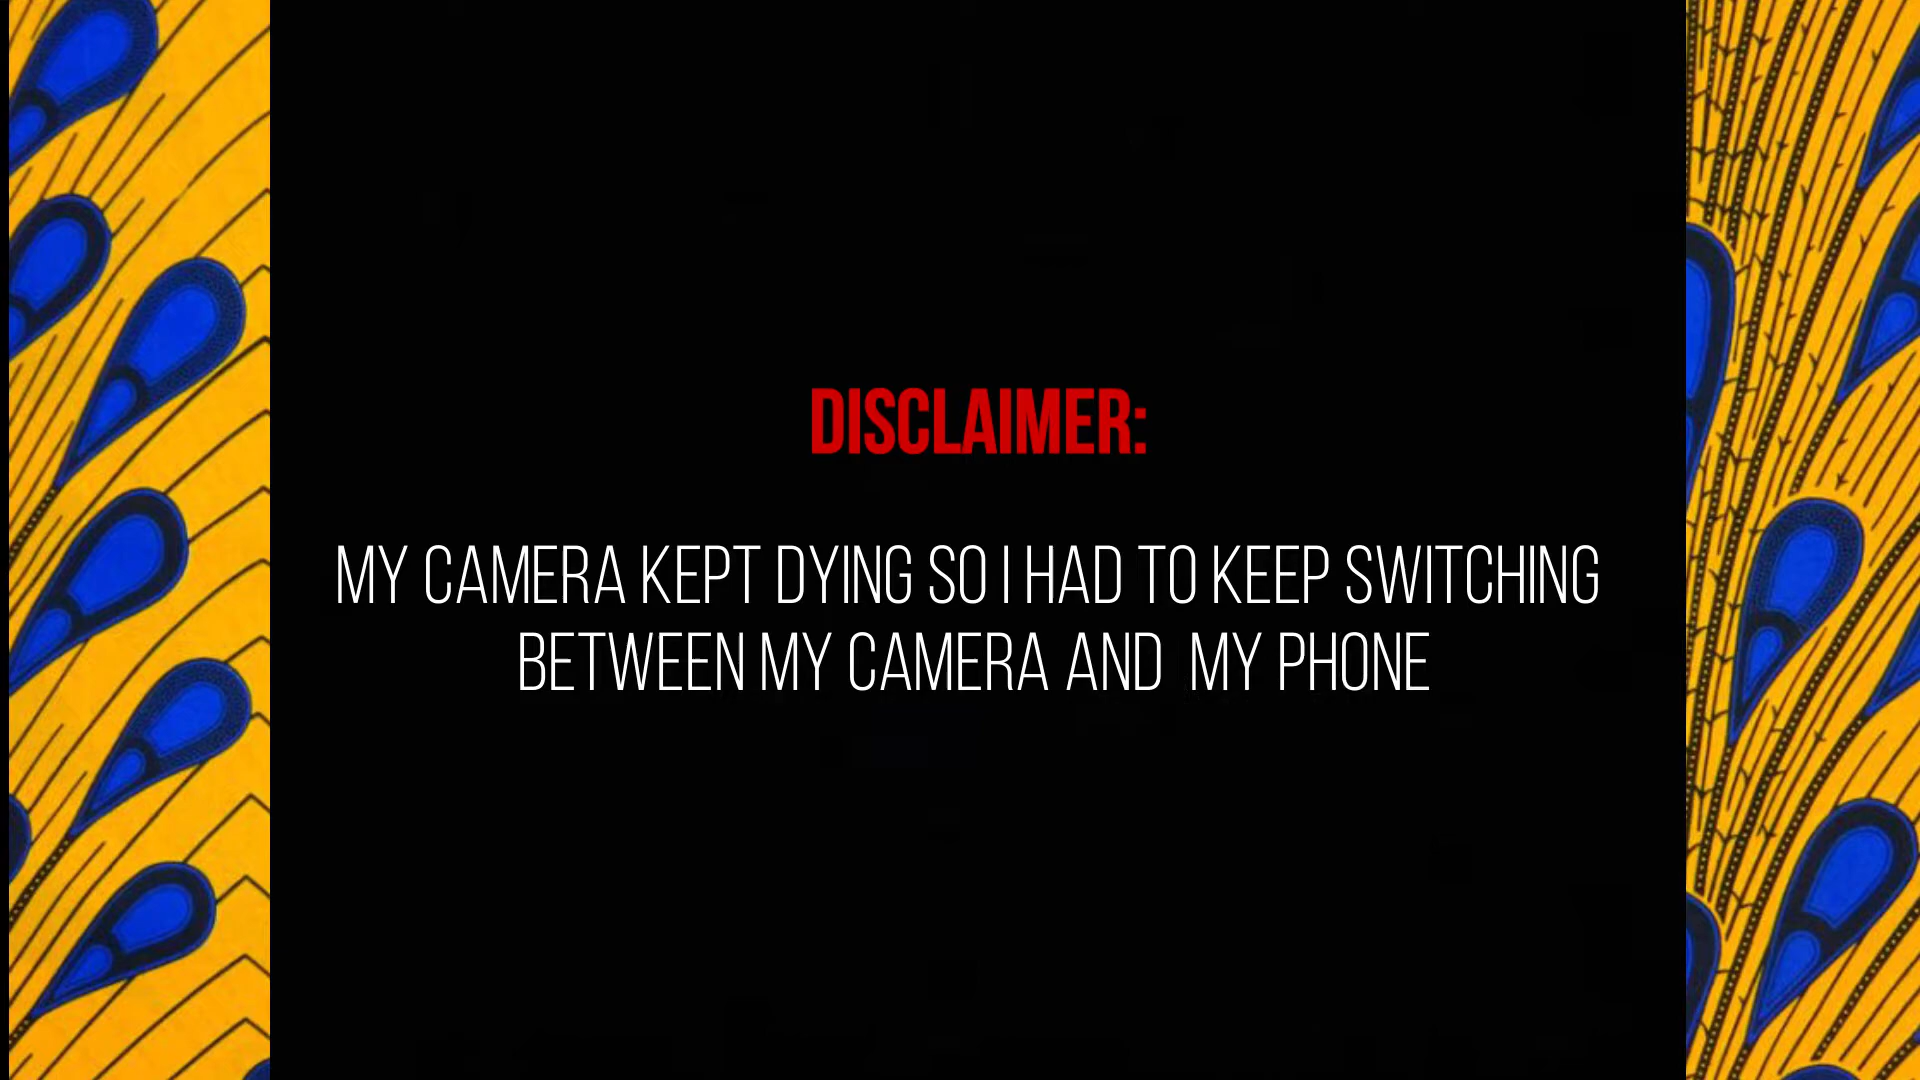 DISCLAIMER:
MY CAMERA KEPT DYING SO I HAD TO KEEP SWITCHING
BETWEEN MY CAMERA AND  MY PHONE